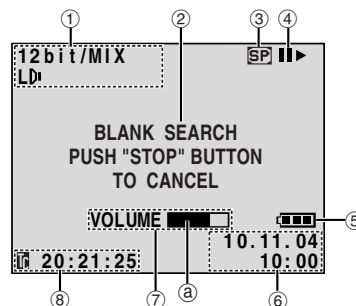 ① ② ③ ④
12bit/MIX SP
L
BLANK SEARCH
PUSH "STOP" BUTTON
TO CANCEL
VOLUME ⑤
10.11.04
20:21:25 10:00
⑧ ⑦ ⓐ ⑥